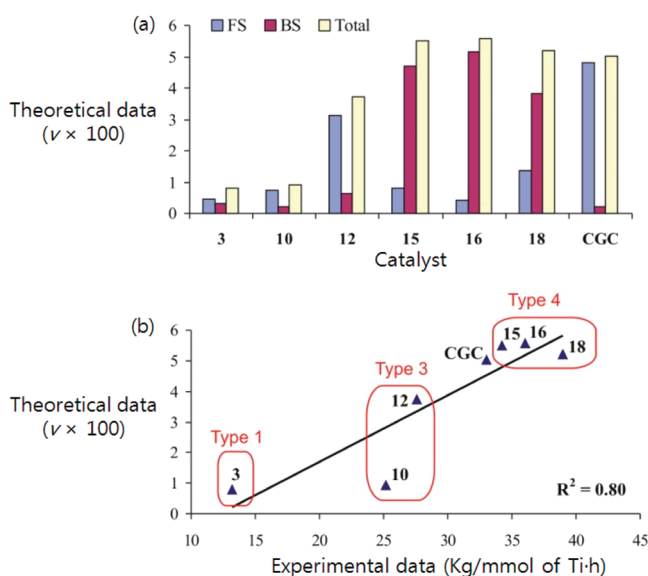 (a)
FS BS Total
Theoretical data
(ν × 100)
6
5
4
3
2
1
0
3 10 12 15 16 18 CGC
Catalyst
(b)
Type 4
6
5
4
3
2
1
0
15 16
CGC 18
Type 3
12
Theoretical data
(ν × 100)
Type 1
3
10
R² = 0.80
10 15 20 25 30 35 40 45
Experimental data (Kg/mmol of Ti·h)